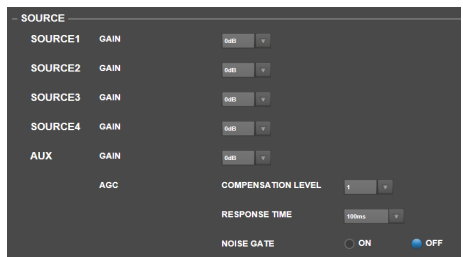 SOURCE
SOURCE1 GAIN 0dB
SOURCE2 GAIN 0dB
SOURCE3 GAIN 0dB
SOURCE4 GAIN 0dB
AUX GAIN 0dB
AGC COMPENSATION LEVEL 1
RESPONSE TIME 100ms
NOISE GATE ON OFF